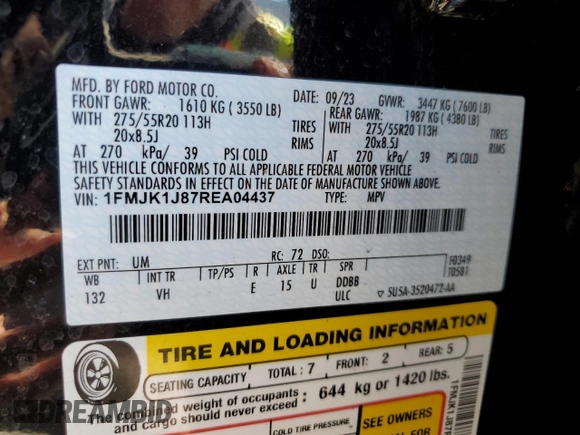 MFD. BY FORD MOTOR CO.
DATE: 09/23 GVWR: 3447 KG ( 7600 LB)
FRONT GAWR: 1610 KG ( 3550 LB)
REAR GAWR: 1987 KG ( 4380 LB)
WITH 275/55R20 113H TIRES
WITH 275/55R20 113H TIRES
20x8.5J RIMS
20x8.5J RIMS
AT 270 kPa/ 39 PSI COLD
AT 270 kPa/ 39 PSI COLD
THIS VEHICLE CONFORMS TO ALL APPLICABLE FEDERAL MOTOR VEHICLE
SAFETY STANDARDS IN EFFECT ON THE DATE OF MANUFACTURE SHOWN ABOVE.
VIN: 1FMJK1J87REA04437 TYPE: MPV
EXT PNT: UM RC: 72 DSO: F0349
T0581
WB INT TR TP/PS R AXLE TR SPR
132 VH E 15 U DDBB
ULC ▽ 5U5A-3520472-AA
TIRE AND LOADING INFORMATION
SEATING CAPACITY TOTAL : 7 FRONT: 2 REAR: 5
The combined weight of occupants and cargo should never exceed : 644 kg or 1420 lbs.
COLD TIRE PRESSURE
SEE OWNERS
DREAMBID